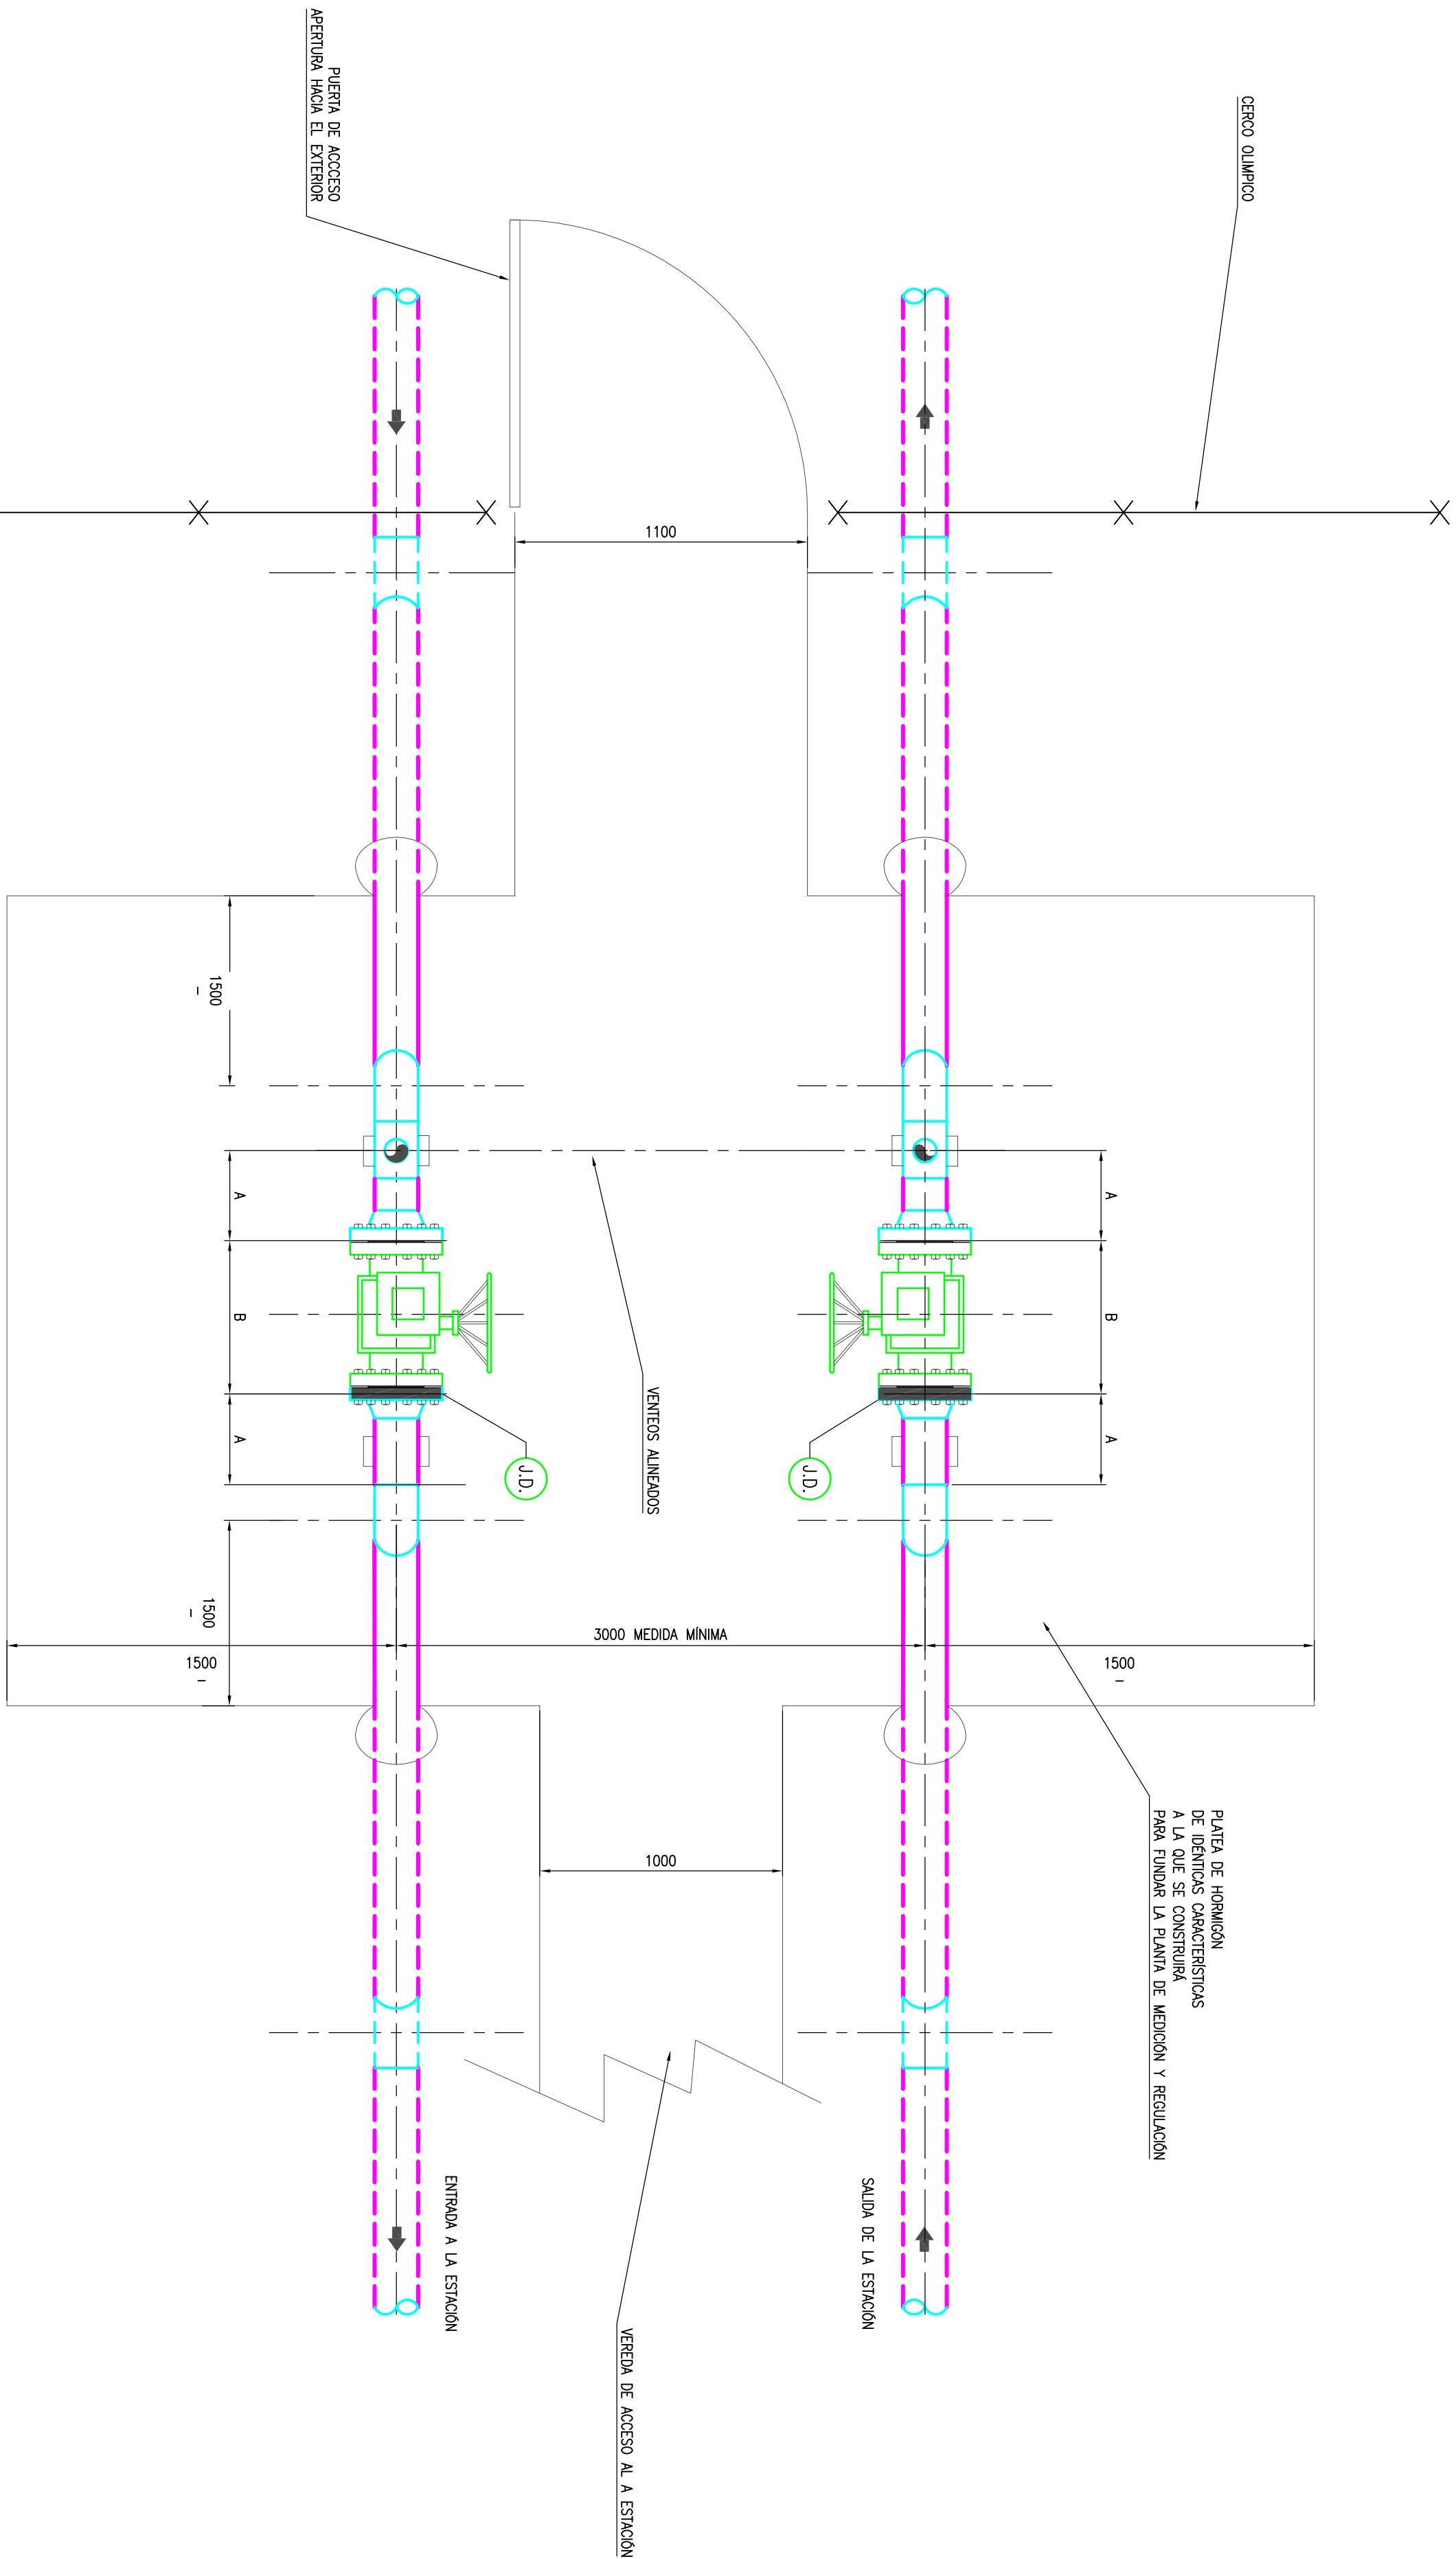 CERCO OLIMPICO
PUERTA DE ACCCESO
APERTURA HACIA EL EXTERIOR
1100
1500
A
B
A
A
B
A
VENTEOS ALINEADOS
J.D.
J.D.
1500
1500
3000 MEDIDA MÍNIMA
1500
PLATEA DE HORMIGÓN
DE IDÉNTICAS CARACTERÍSTICAS
A LA QUE SE CONSTRUIRÁ
PARA FUNDAR LA PLANTA DE MEDICIÓN Y REGULACIÓN
1000
SALIDA DE LA ESTACIÓN
ENTRADA A LA ESTACIÓN
VEREDA DE ACCESO AL A ESTACIÓN